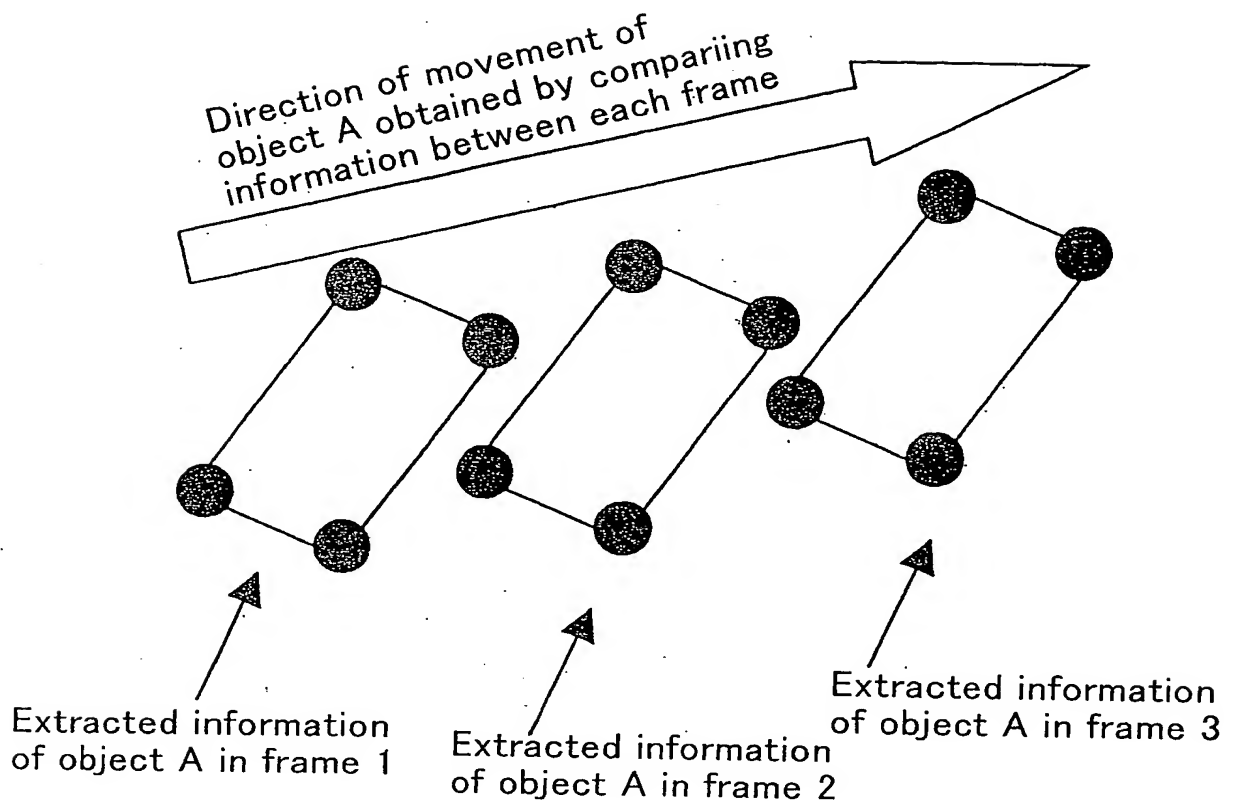 Direction of movement of
object A obtained by compariing
information between each frame
Extracted information
of object A in frame 1
Extracted information
of object A in frame 2
Extracted information
of object A in frame 3